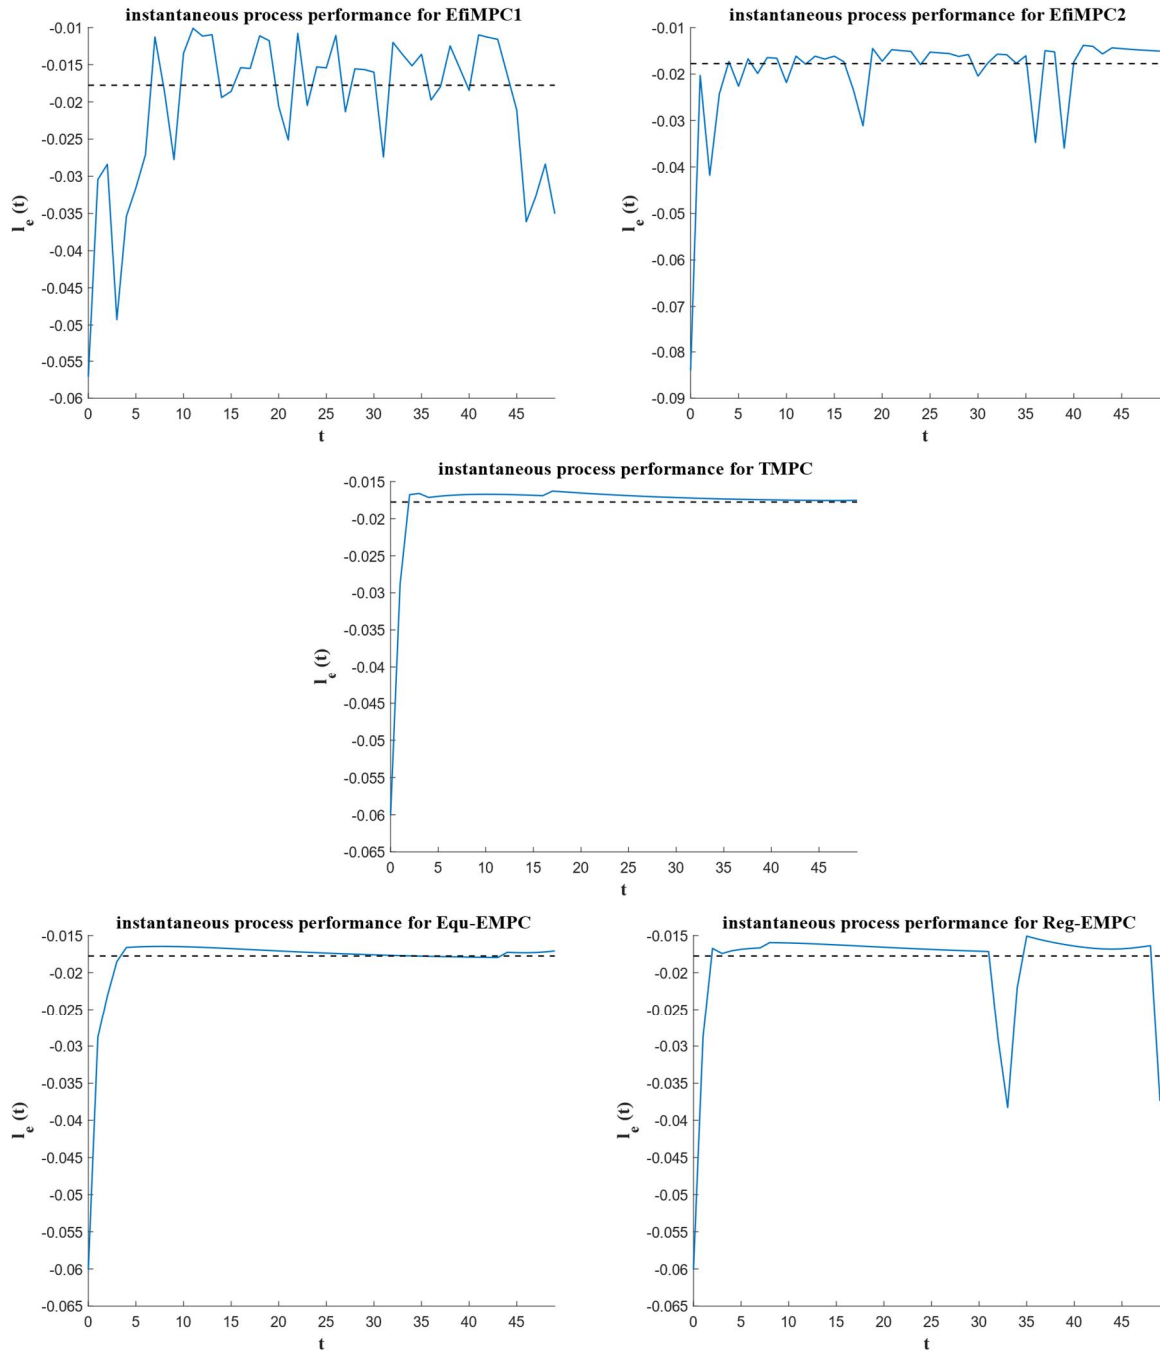 instantaneous process performance for EfiMPC1
-0.01
-0.015
-0.02
-0.025
-0.03
-0.035
-0.04
-0.045
-0.05
-0.055
-0.06
l_e (t)
0 5 10 15 20 25 30 35 40 45
t
instantaneous process performance for EfiMPC2
-0.01
-0.02
-0.03
-0.04
-0.05
-0.06
-0.07
-0.08
-0.09
l_e (t)
0 5 10 15 20 25 30 35 40 45
t
instantaneous process performance for TMPC
-0.015
-0.02
-0.025
-0.03
-0.035
-0.04
-0.045
-0.05
-0.055
-0.06
-0.065
l_e (t)
0 5 10 15 20 25 30 35 40 45
t
instantaneous process performance for Equ-EMPC
-0.015
-0.02
-0.025
-0.03
-0.035
-0.04
-0.045
-0.05
-0.055
-0.06
-0.065
l_e (t)
0 5 10 15 20 25 30 35 40 45
t
instantaneous process performance for Reg-EMPC
-0.015
-0.02
-0.025
-0.03
-0.035
-0.04
-0.045
-0.05
-0.055
-0.06
-0.065
l_e (t)
0 5 10 15 20 25 30 35 40 45
t